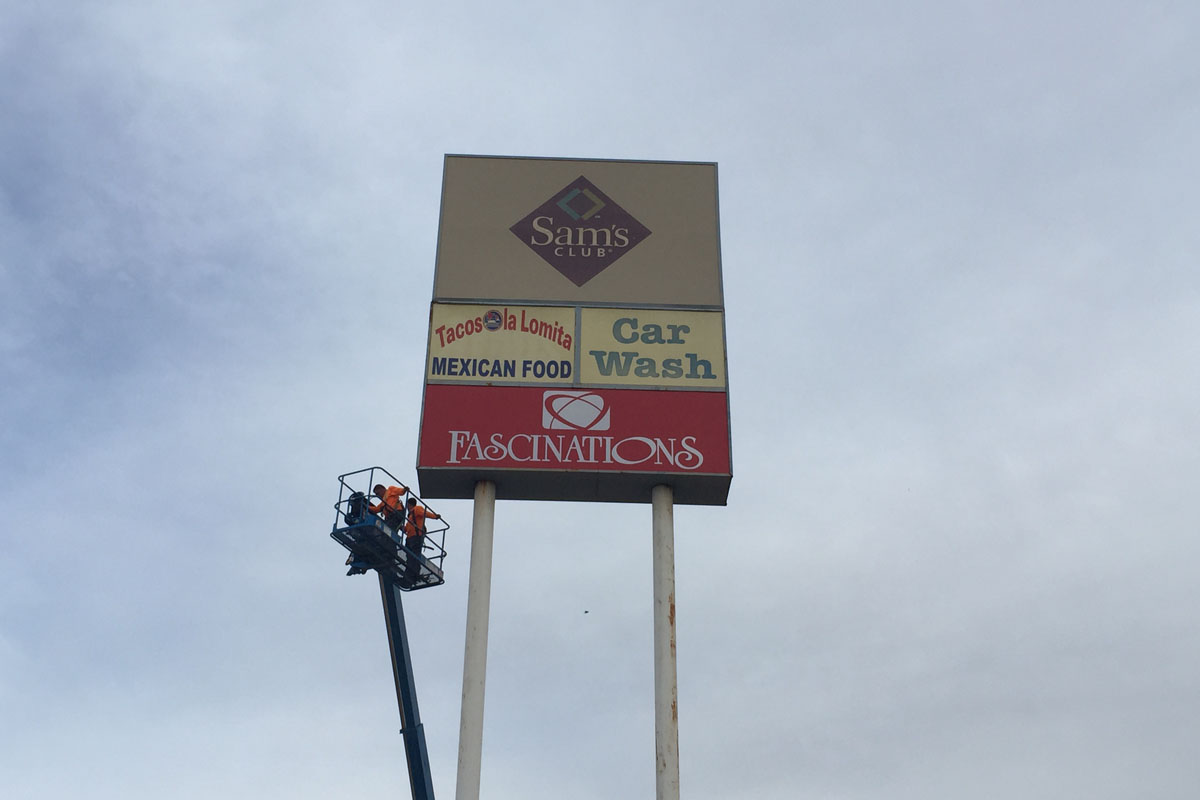 Sam's
CLUB
Tacos la Lomita
MEXICAN FOOD
Car
Wash
FASCINATIONS